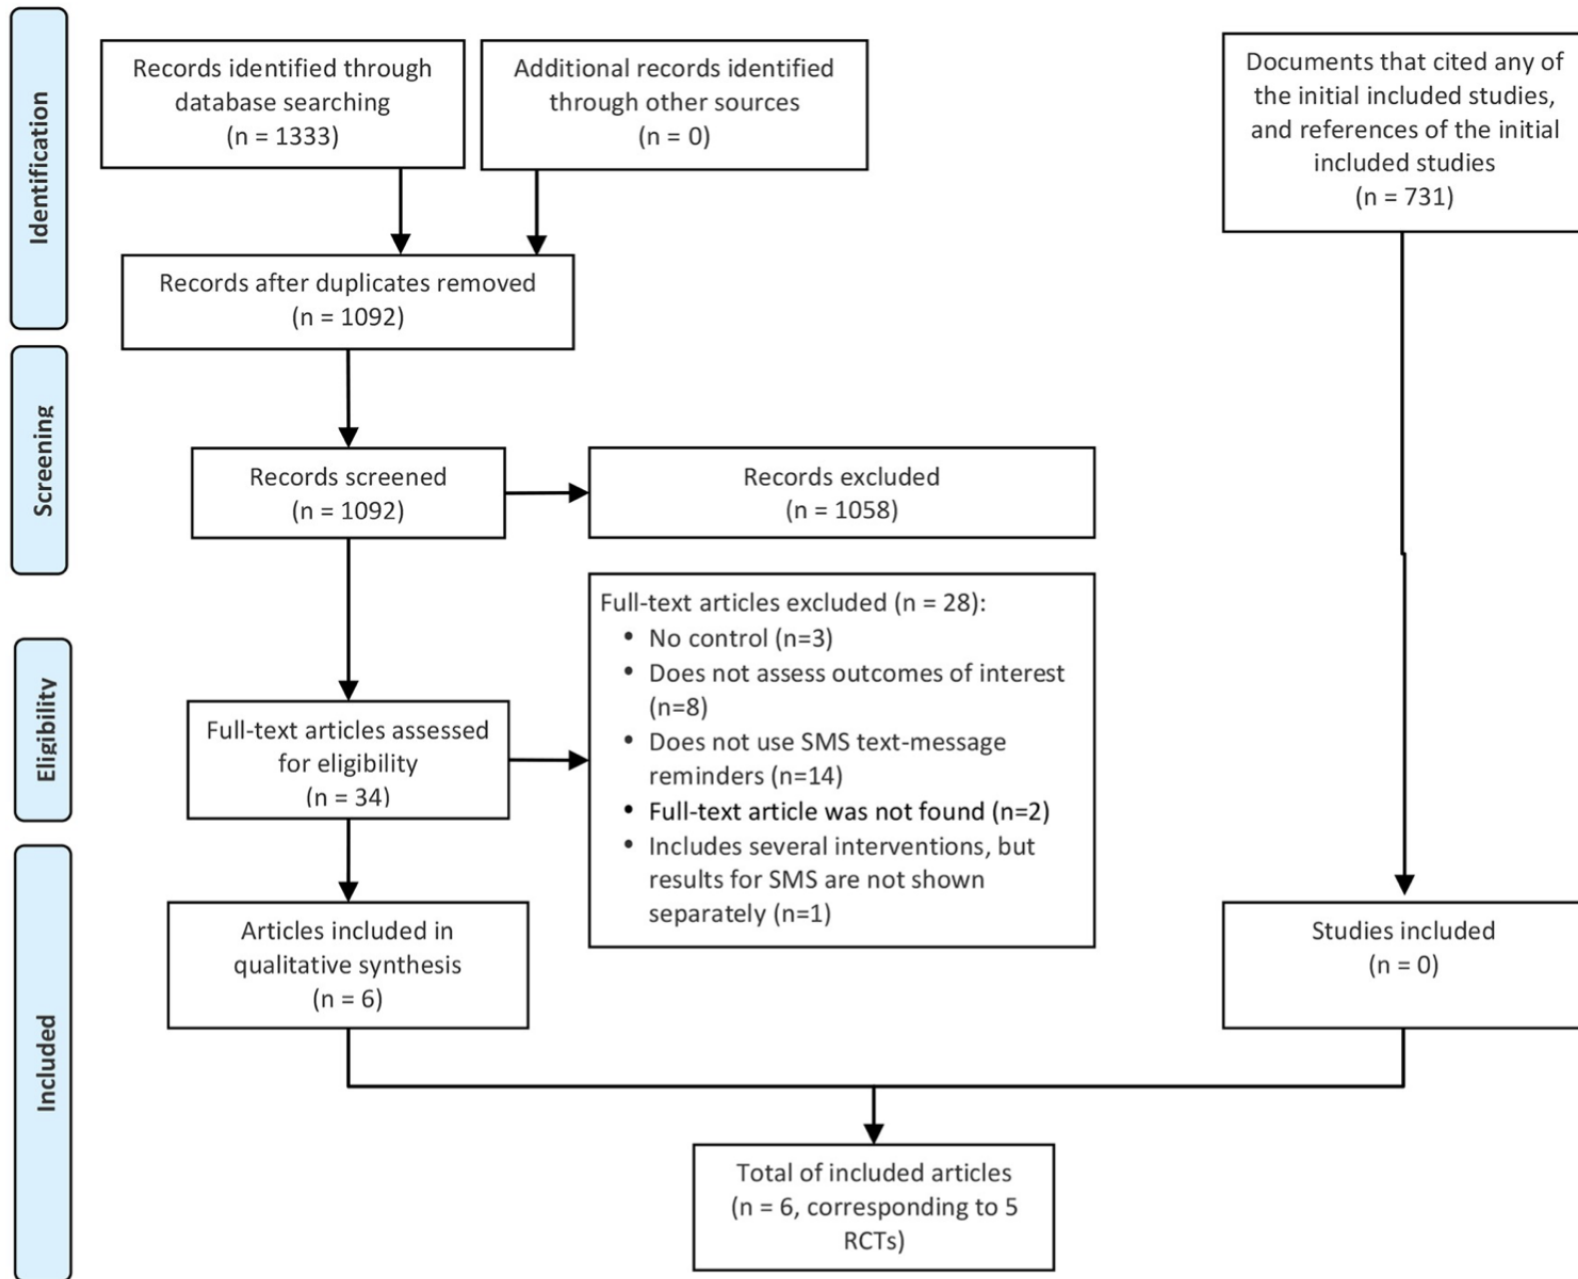 Identification
Records identified through
database searching
(n = 1333)
Additional records identified
through other sources
(n = 0)
Documents that cited any of
the initial included studies,
and references of the initial
included studies
(n = 731)
Records after duplicates removed
(n = 1092)
Screening
Records screened
(n = 1092)
Records excluded
(n = 1058)
Eligibility
Full-text articles assessed
for eligibility
(n = 34)
Full-text articles excluded (n = 28):
• No control (n=3)
• Does not assess outcomes of interest
(n=8)
• Does not use SMS text-message
reminders (n=14)
• Full-text article was not found (n=2)
• Includes several interventions, but
results for SMS are not shown
separately (n=1)
Included
Articles included in
qualitative synthesis
(n = 6)
Studies included
(n = 0)
Total of included articles
(n = 6, corresponding to 5
RCTs)